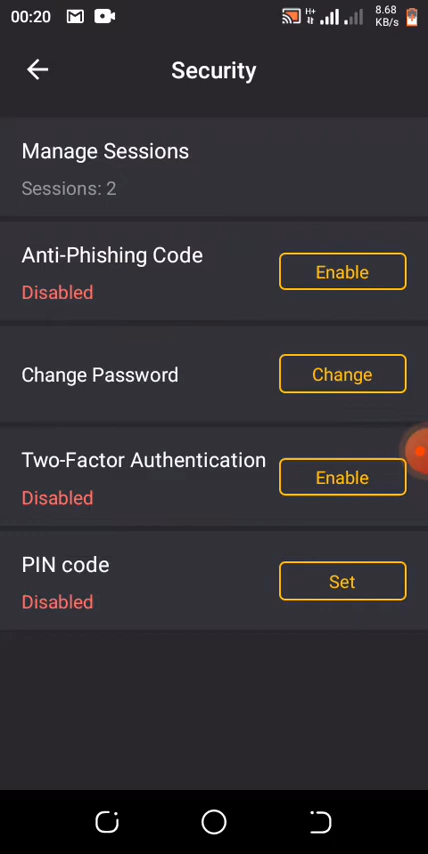 00:20
H+
8.68
KB/s
Security
Manage Sessions
Sessions: 2
Anti-Phishing Code
Disabled
Enable
Change Password
Change
Two-Factor Authentication
Disabled
Enable
PIN code
Disabled
Set